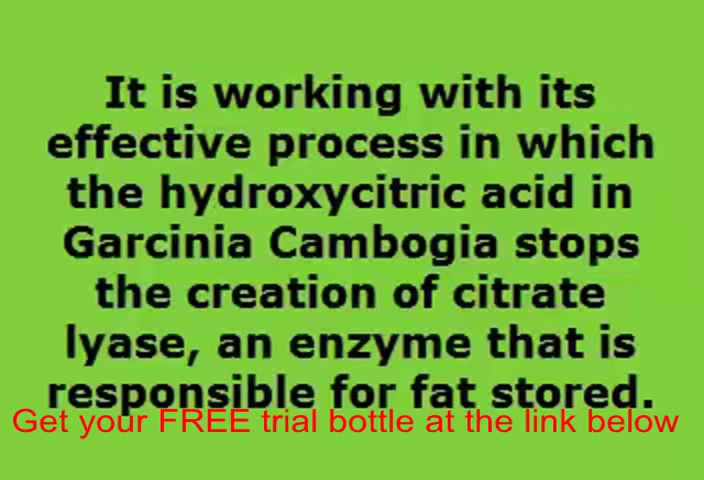 It is working with its
effective process in which
the hydroxycitric acid in
Garcinia Cambogia stops
the creation of citrate
lyase, an enzyme that is
responsible for fat stored.
Get your FREE trial bottle at the link below